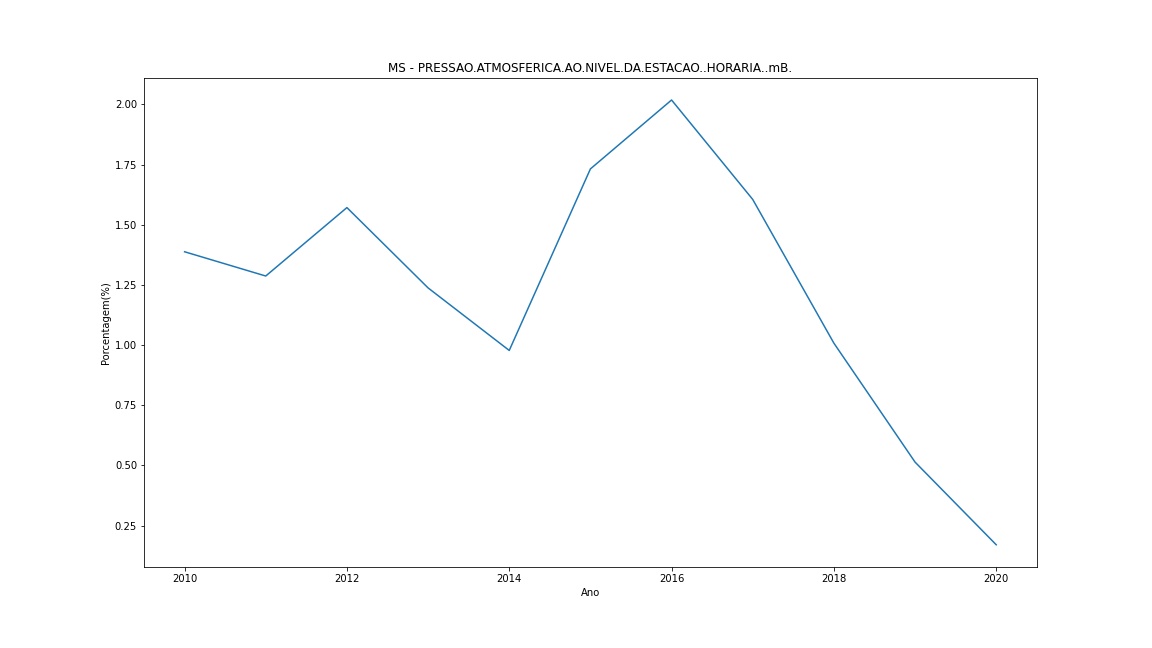 MS - PRESSAO.ATMOSFERICA.AO.NIVEL.DA.ESTACAO..HORARIA..mB.
2.00
1.75
1.50
1.25
1.00
0.75
0.50
0.25
Porcentagem(%)
2010 2012 2014 2016 2018 2020
Ano